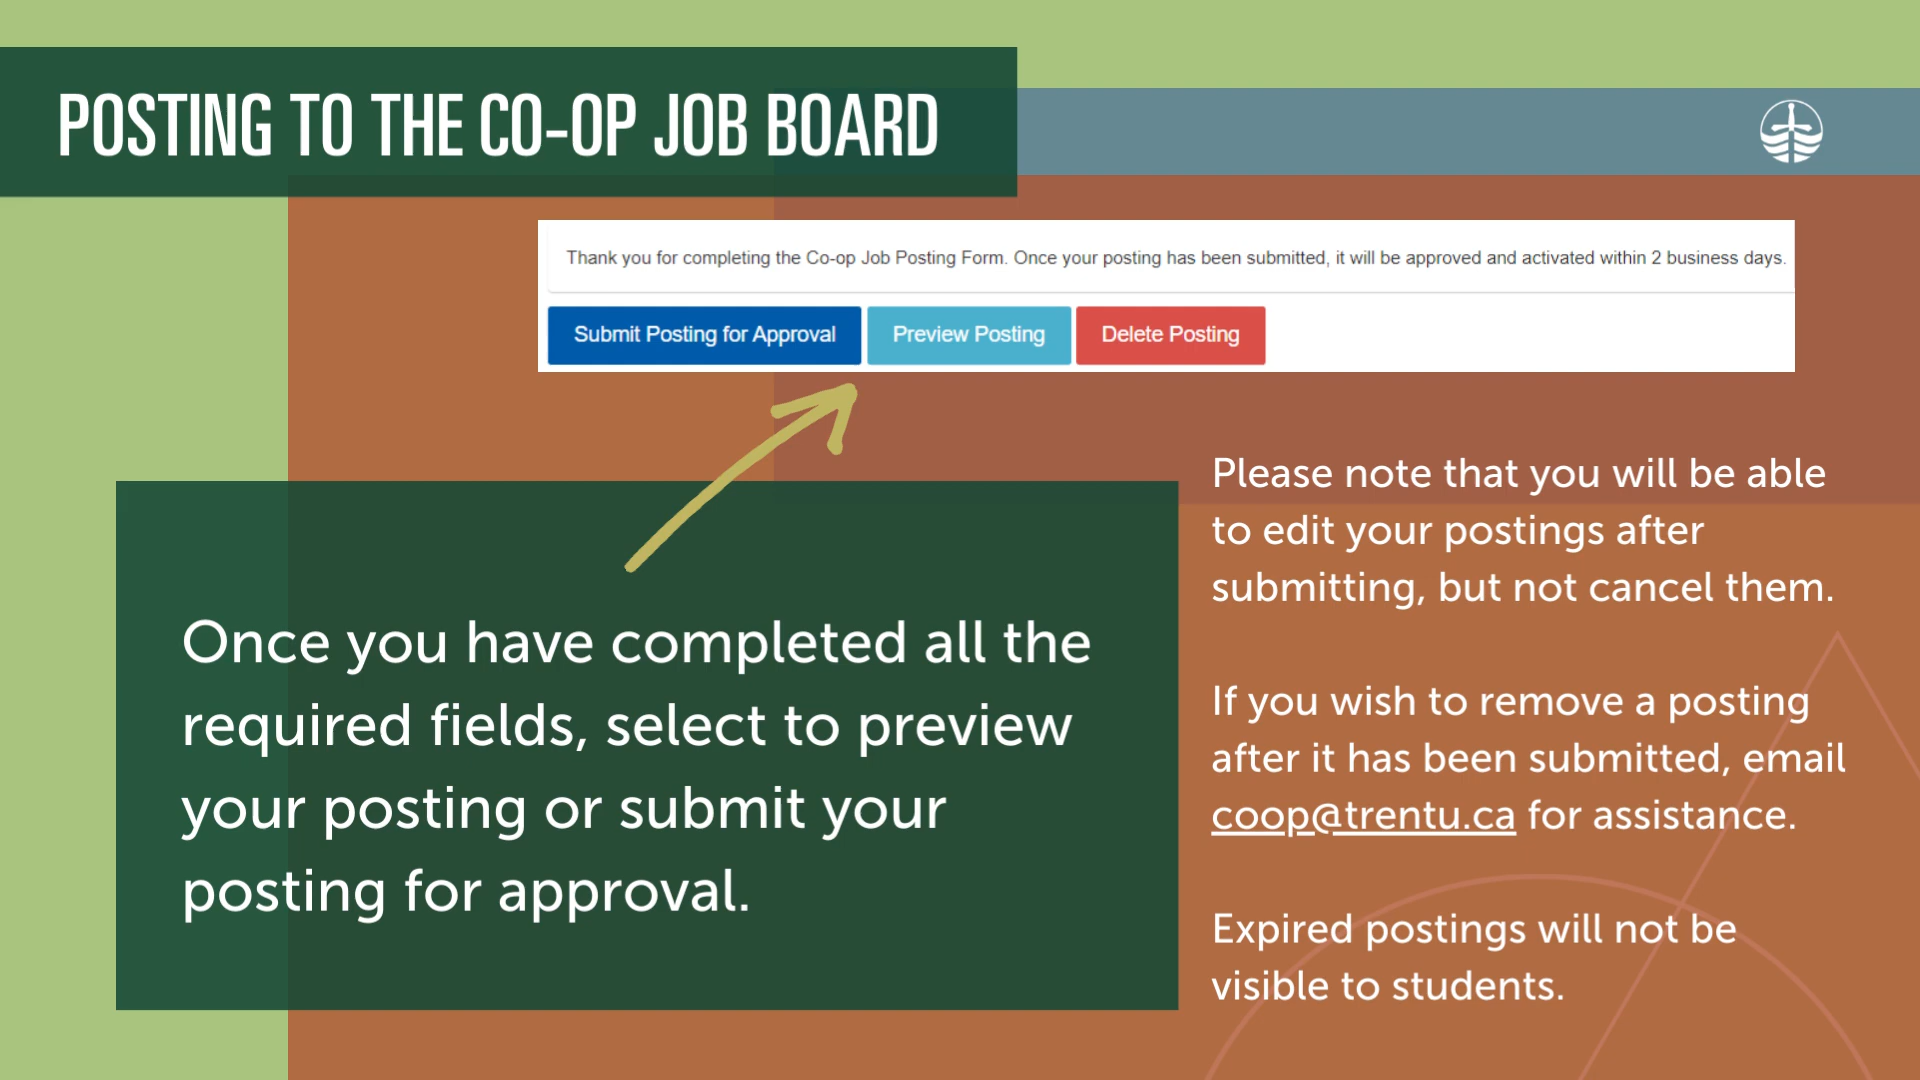 POSTING TO THE CO-OP JOB BOARD
Thank you for completing the Co-op Job Posting Form. Once your posting has been submitted, it will be approved and activated within 2 business days.
Submit Posting for Approval
Preview Posting
Delete Posting
Once you have completed all the
required fields, select to preview
your posting or submit your
posting for approval.
Please note that you will be able
to edit your postings after
submitting, but not cancel them.
If you wish to remove a posting
after it has been submitted, email
coop@trentu.ca for assistance.
Expired postings will not be
visible to students.